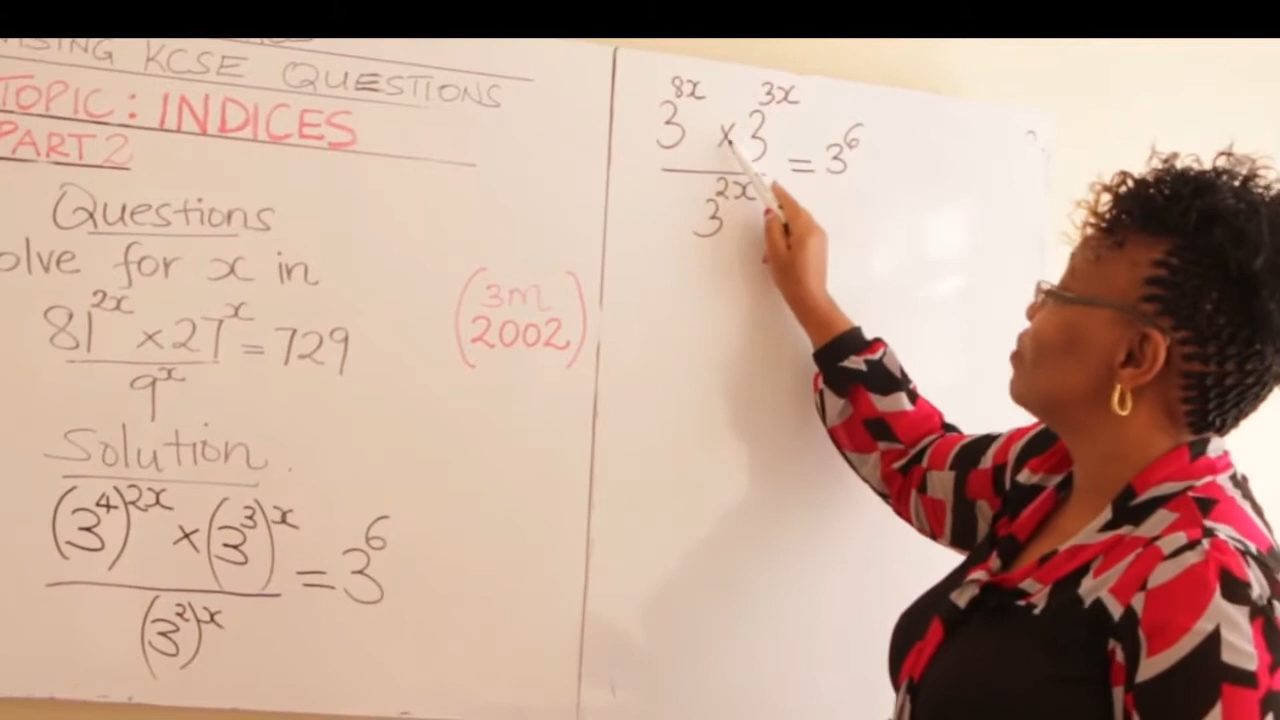 KCSE QUESTIONS
TOPIC: INDICES
PART 2
Questions
olve for x in
81^2x × 27^x = 729
9^x
(3m
2002)
Solution.
(3^4)^2x × (3^3)^x = 3^6
(3^2)^x
3^8x × 3^3x = 3^6
3^2x